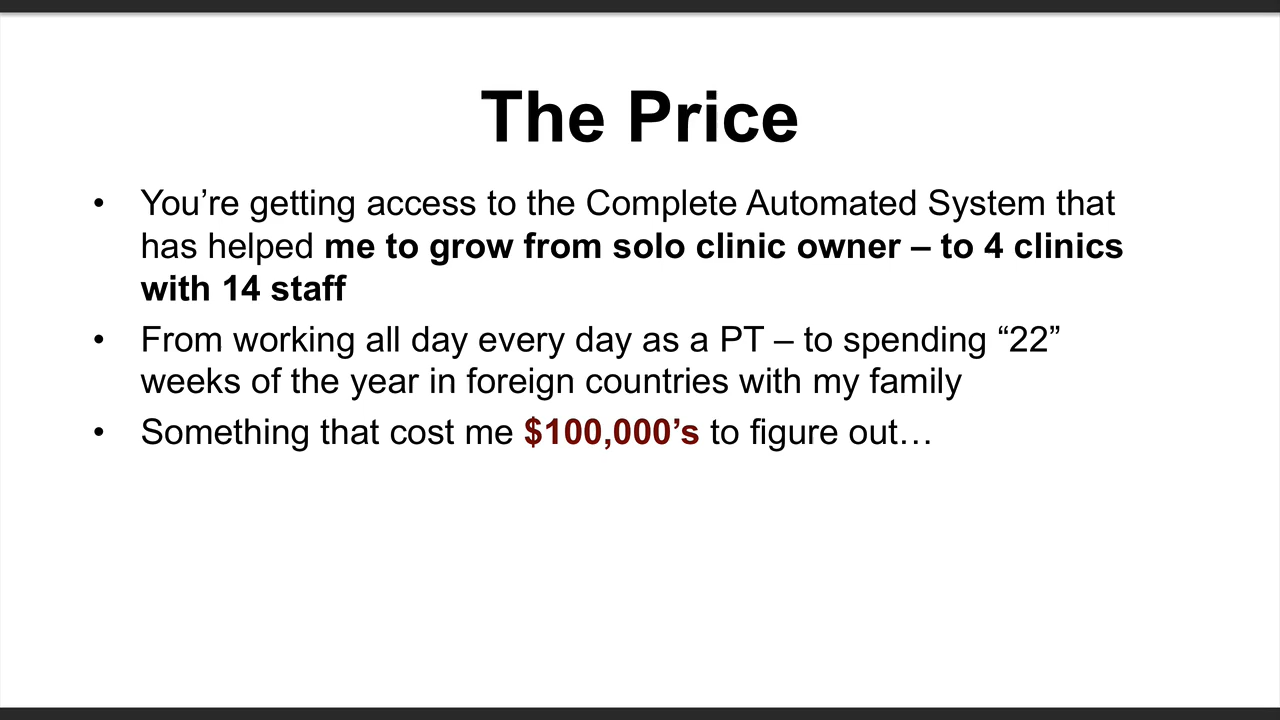 The Price
• You’re getting access to the Complete Automated System that
has helped me to grow from solo clinic owner – to 4 clinics
with 14 staff
• From working all day every day as a PT – to spending “22”
weeks of the year in foreign countries with my family
• Something that cost me $100,000’s to figure out…